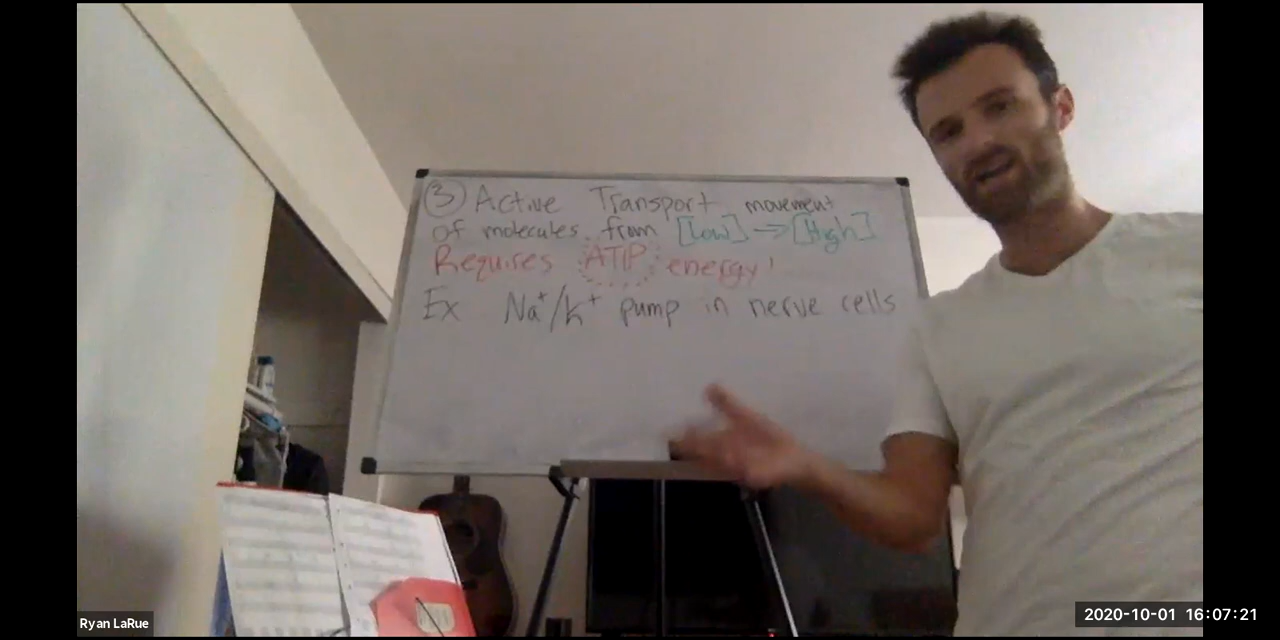 ③ Active Transport movement
of molecules from [Low] → [High]
Requires ATP energy!
Ex Na⁺/K⁺ pump in nerve cells
Ryan LaRue
2020-10-01 16:07:21